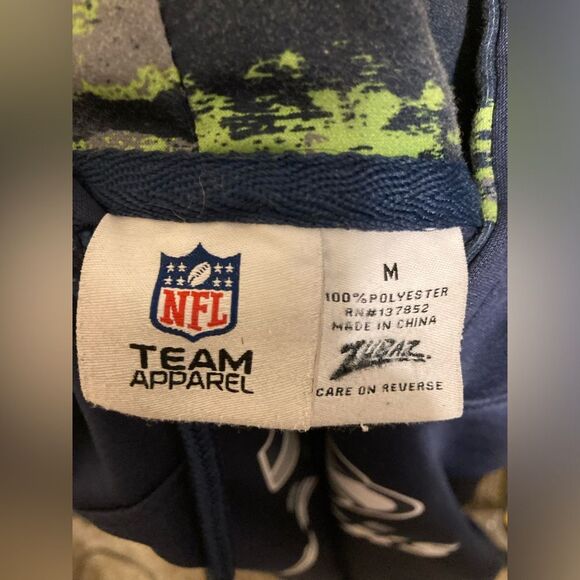 NFL
TEAM
APPAREL
M
100% POLYESTER
RN#137852
MADE IN CHINA
ZUBAZ.
CARE ON REVERSE